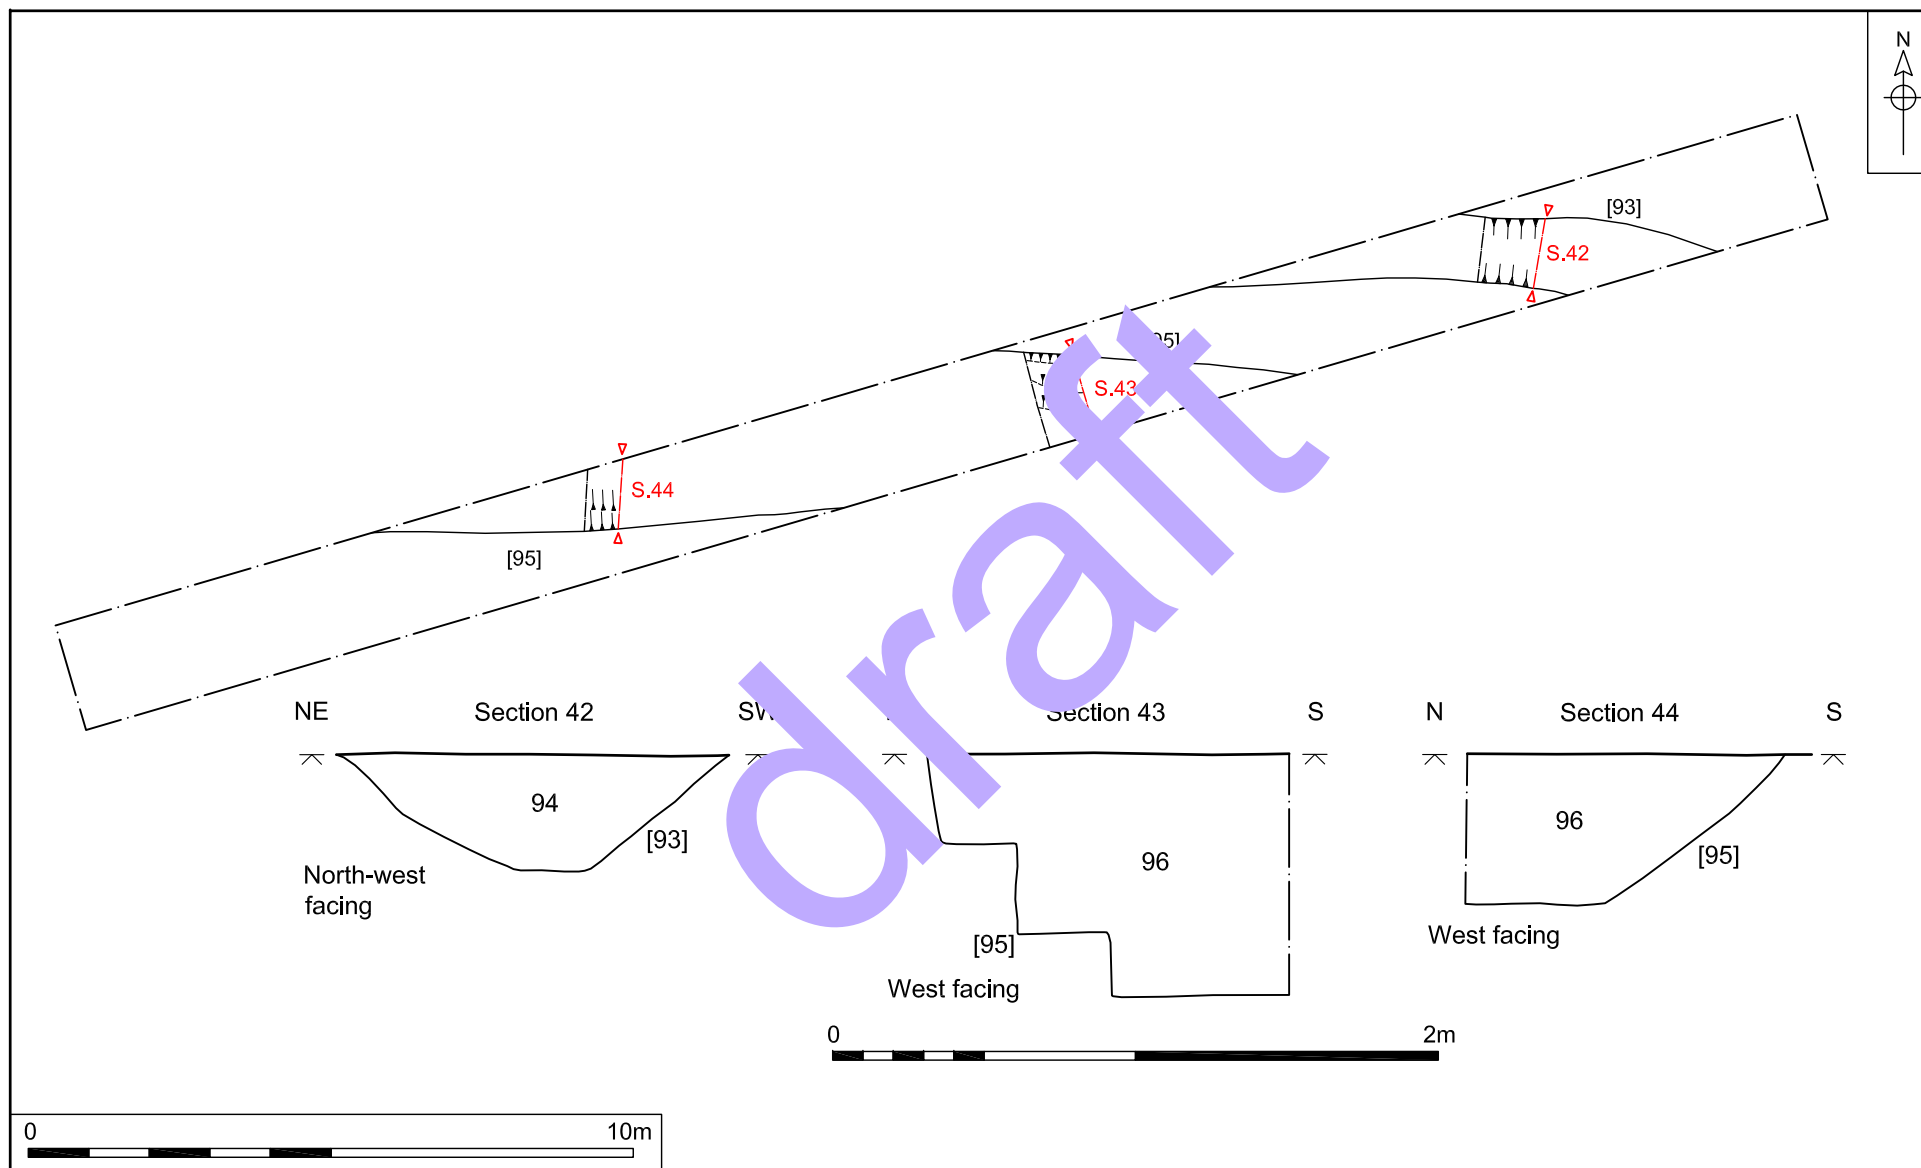 N
[93]
S.42
S.43
S.44
[95]
draft
NE Section 42 SW
Section 43 S
N Section 44 S
94
[93]
North-west
facing
96
[95]
West facing
96
[95]
West facing
0 2m
0 10m